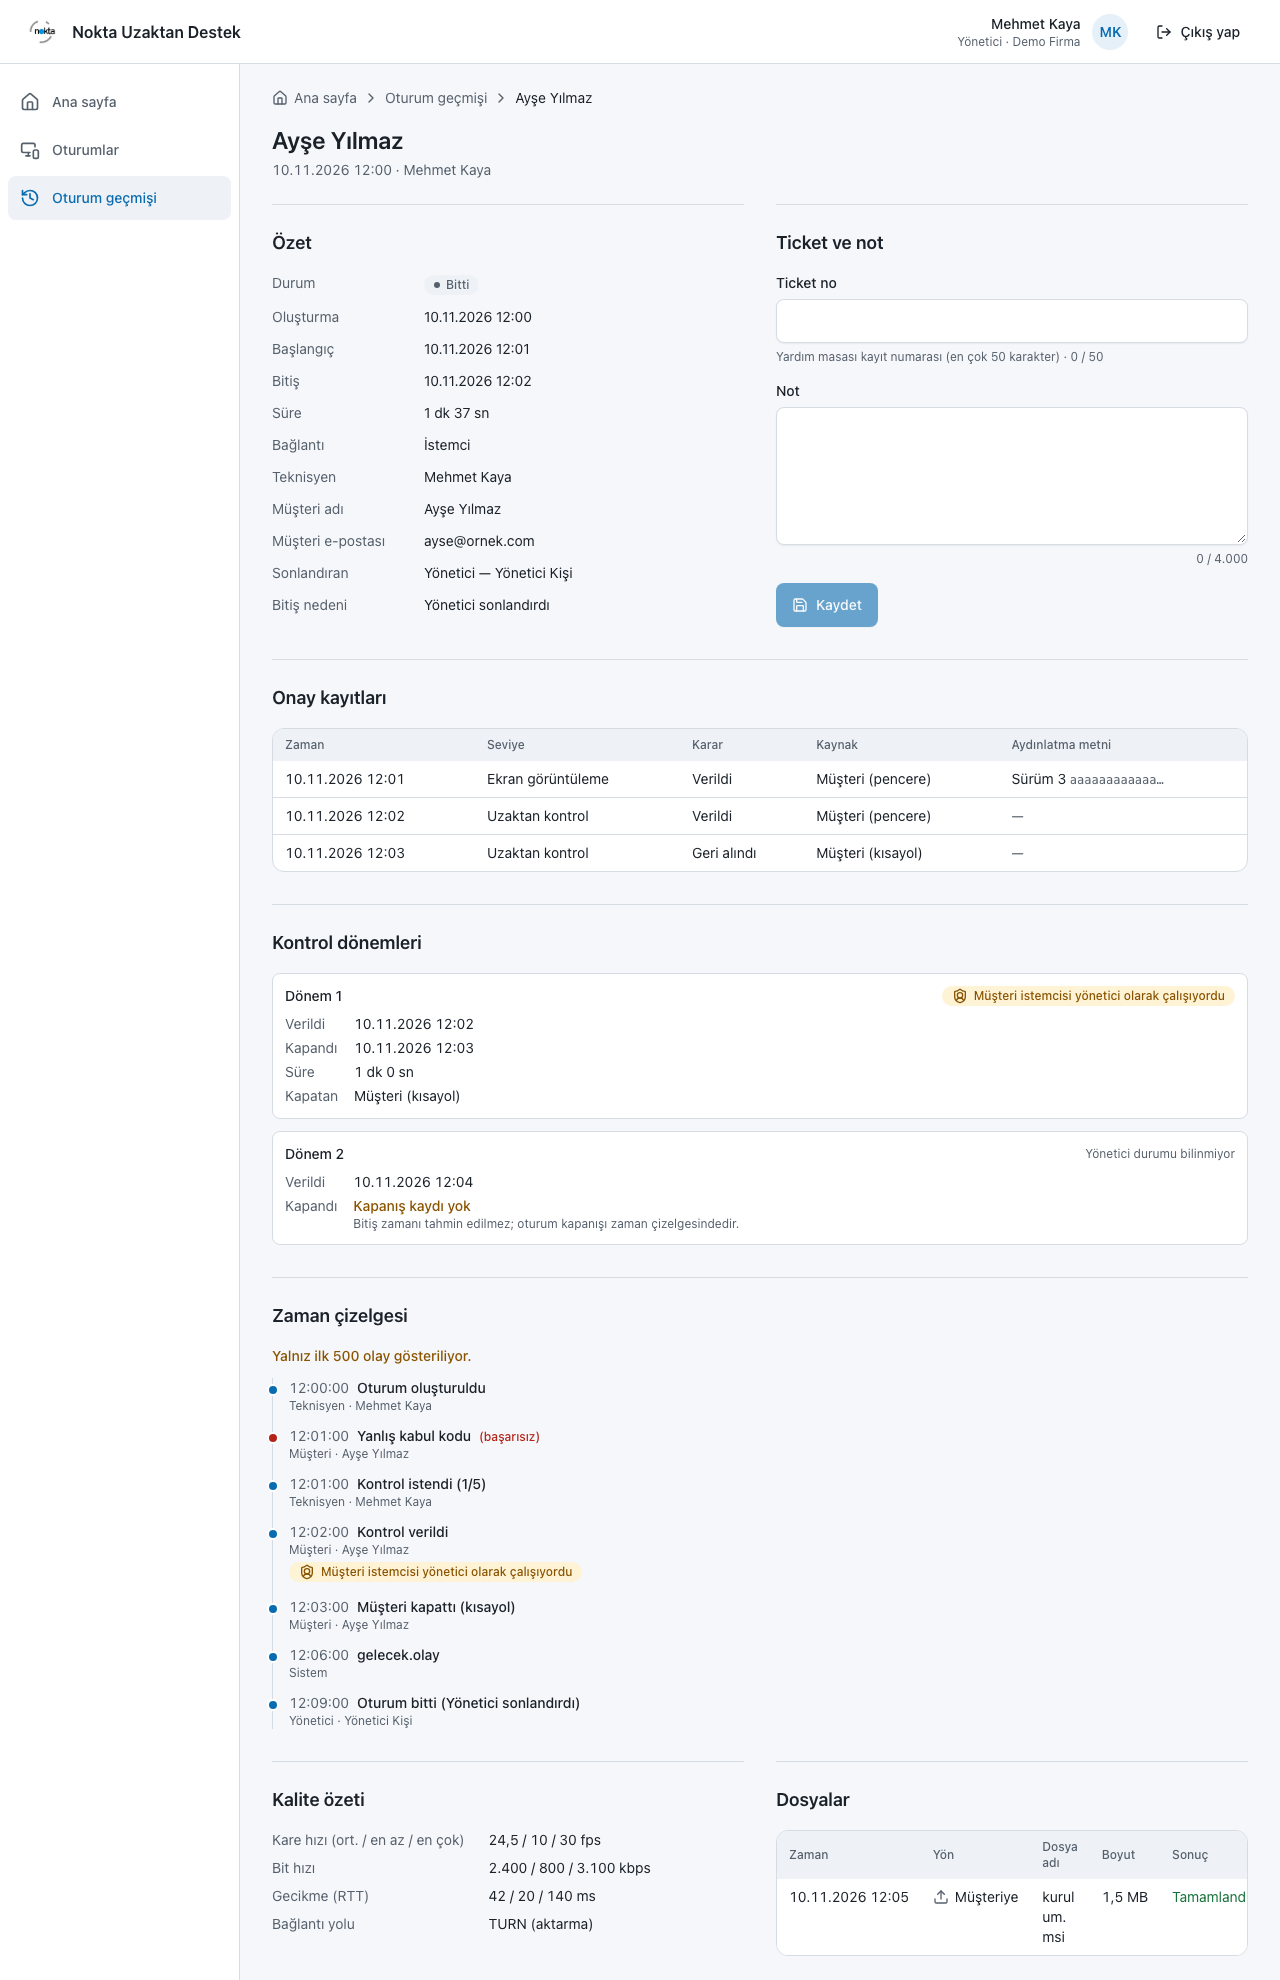 nokta
Nokta Uzaktan Destek
Mehmet Kaya
Yönetici · Demo Firma
MK
Çıkış yap
Ana sayfa
Oturumlar
Oturum geçmişi
Ana sayfa > Oturum geçmişi > Ayşe Yılmaz
Ayşe Yılmaz
10.11.2026 12:00 · Mehmet Kaya
Özet
Durum Bitti
Oluşturma 10.11.2026 12:00
Başlangıç 10.11.2026 12:01
Bitiş 10.11.2026 12:02
Süre 1 dk 37 sn
Bağlantı İstemci
Teknisyen Mehmet Kaya
Müşteri adı Ayşe Yılmaz
Müşteri e-postası ayse@ornek.com
Sonlandıran Yönetici — Yönetici Kişi
Bitiş nedeni Yönetici sonlandırdı
Ticket ve not
Ticket no
Yardım masası kayıt numarası (en çok 50 karakter) · 0 / 50
Not
0 / 4.000
Kaydet
Onay kayıtları
Zaman Seviye Karar Kaynak Aydınlatma metni
10.11.2026 12:01 Ekran görüntüleme Verildi Müşteri (pencere) Sürüm 3 aaaaaaaaaaaa…
10.11.2026 12:02 Uzaktan kontrol Verildi Müşteri (pencere) —
10.11.2026 12:03 Uzaktan kontrol Geri alındı Müşteri (kısayol) —
Kontrol dönemleri
Dönem 1 Müşteri istemcisi yönetici olarak çalışıyordu
Verildi 10.11.2026 12:02
Kapandı 10.11.2026 12:03
Süre 1 dk 0 sn
Kapatan Müşteri (kısayol)
Dönem 2 Yönetici durumu bilinmiyor
Verildi 10.11.2026 12:04
Kapandı Kapanış kaydı yok
Bitiş zamanı tahmin edilmez; oturum kapanışı zaman çizelgesindedir.
Zaman çizelgesi
Yalnız ilk 500 olay gösteriliyor.
12:00:00 Oturum oluşturuldu
Teknisyen · Mehmet Kaya
12:01:00 Yanlış kabul kodu (başarısız)
Müşteri · Ayşe Yılmaz
12:01:00 Kontrol istendi (1/5)
Teknisyen · Mehmet Kaya
12:02:00 Kontrol verildi
Müşteri · Ayşe Yılmaz
Müşteri istemcisi yönetici olarak çalışıyordu
12:03:00 Müşteri kapattı (kısayol)
Müşteri · Ayşe Yılmaz
12:06:00 gelecek.olay
Sistem
12:09:00 Oturum bitti (Yönetici sonlandırdı)
Yönetici · Yönetici Kişi
Kalite özeti
Kare hızı (ort. / en az / en çok) 24,5 / 10 / 30 fps
Bit hızı 2.400 / 800 / 3.100 kbps
Gecikme (RTT) 42 / 20 / 140 ms
Bağlantı yolu TURN (aktarma)
Dosyalar
Zaman Yön Dosya adı Boyut Sonuç
10.11.2026 12:05 Müşteriye kurul 1,5 MB Tamamland
um.
msi